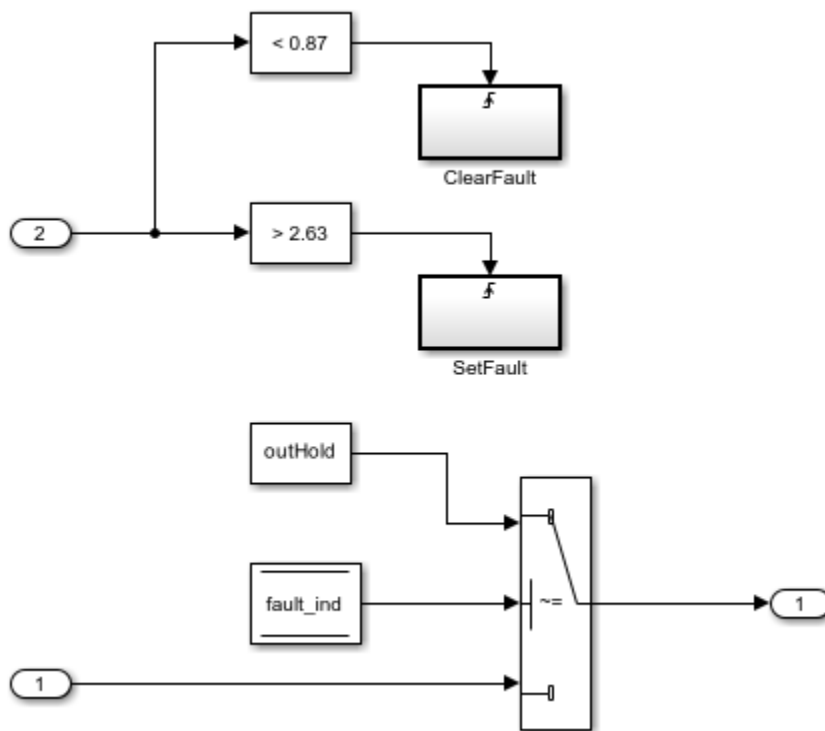 < 0.87
ClearFault
2
> 2.63
SetFault
outHold
fault_ind
~=
1
1